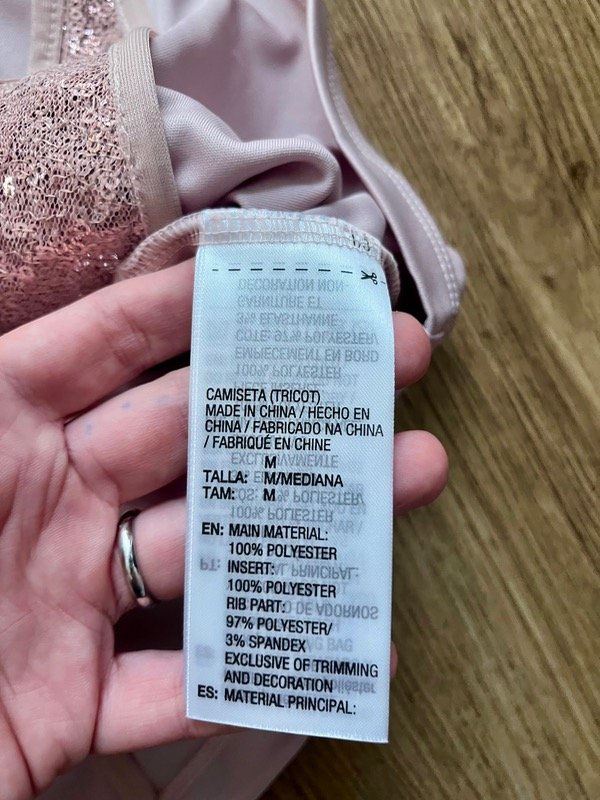 CAMISETA (TRICOT)
MADE IN CHINA / HECHO EN
CHINA / FABRICADO NA CHINA
/ FABRIQUÉ EN CHINE
M
TALLA: M/MEDIANA
TAM: M
EN: MAIN MATERIAL:
100% POLYESTER
INSERT:
100% POLYESTER
RIB PART:
97% POLYESTER/
3% SPANDEX
EXCLUSIVE OF TRIMMING
AND DECORATION
ES: MATERIAL PRINCIPAL: